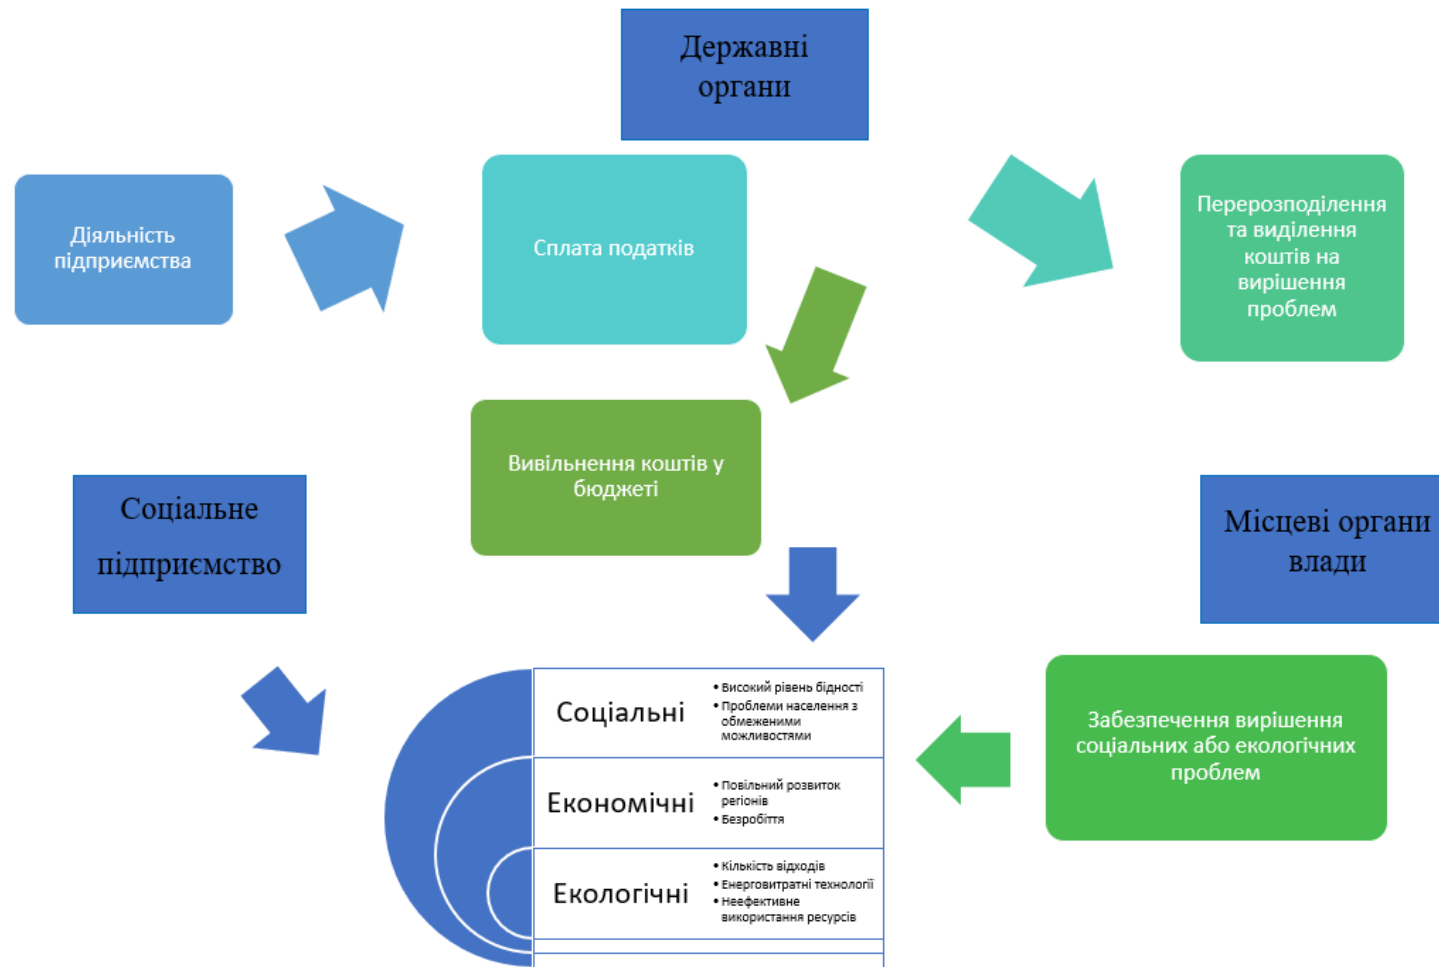 Державні
органи
Діяльність
підприємства
Сплата податків
Перерозподілення
та виділення
коштів на
вирішення
проблем
Вивільнення коштів у
бюджеті
Соціальне
підприємство
Місцеві органи
влади
Соціальні
• Високий рівень бідності
• Проблеми населення з
обмеженими
можливостями
Економічні
• Повільний розвиток
регіонів
• Безробіття
Екологічні
• Кількість відходів
• Енерговитратні технології
• Неефективне
використання ресурсів
Забезпечення вирішення
соціальних або екологічних
проблем